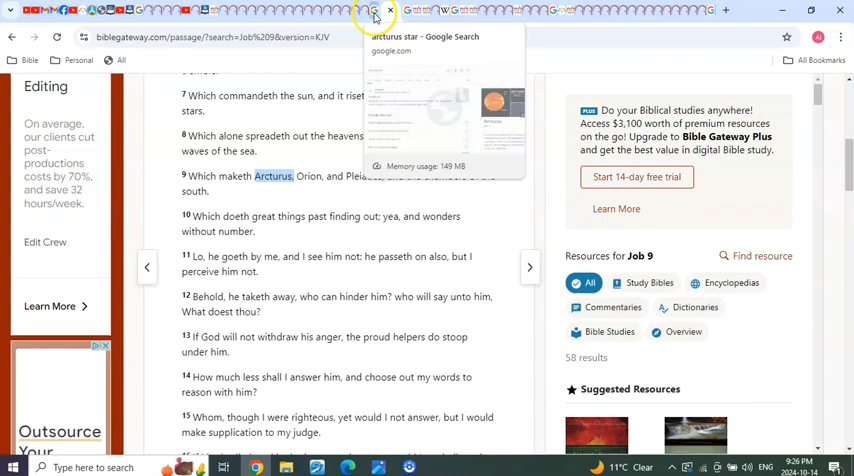 biblegateway.com/passage/?search=Job%209&version=KJV
Bible
Personal
All
All Bookmarks
arcturus star - Google Search
google.com
Arcturus
Memory usage: 149 MB
Editing
On average,
our clients cut
post-
productions
costs by 70%,
and save 32
hours/week.
Edit Crew
Learn More
Outsource
Your
7 Which commandeth the sun, and it riset
stars.
8 Which alone spreadeth out the heavens
waves of the sea.
9 Which maketh Arcturus, Orion, and Pleiades, and the chambers of the
south.
10 Which doeth great things past finding out; yea, and wonders
without number.
11 Lo, he goeth by me, and I see him not: he passeth on also, but I
perceive him not.
12 Behold, he taketh away, who can hinder him? who will say unto him,
What doest thou?
13 If God will not withdraw his anger, the proud helpers do stoop
under him.
14 How much less shall I answer him, and choose out my words to
reason with him?
15 Whom, though I were righteous, yet would I not answer, but I would
make supplication to my judge.
PLUS Do your Biblical studies anywhere!
Access $3,100 worth of premium resources
on the go! Upgrade to Bible Gateway Plus
and get the best value in digital Bible study.
Start 14-day free trial
Learn More
Resources for Job 9
Find resource
All
Study Bibles
Encyclopedias
Commentaries
Dictionaries
Bible Studies
Overview
58 results
Suggested Resources
Type here to search
11°C Clear
9:26 PM
2024-10-14
AI